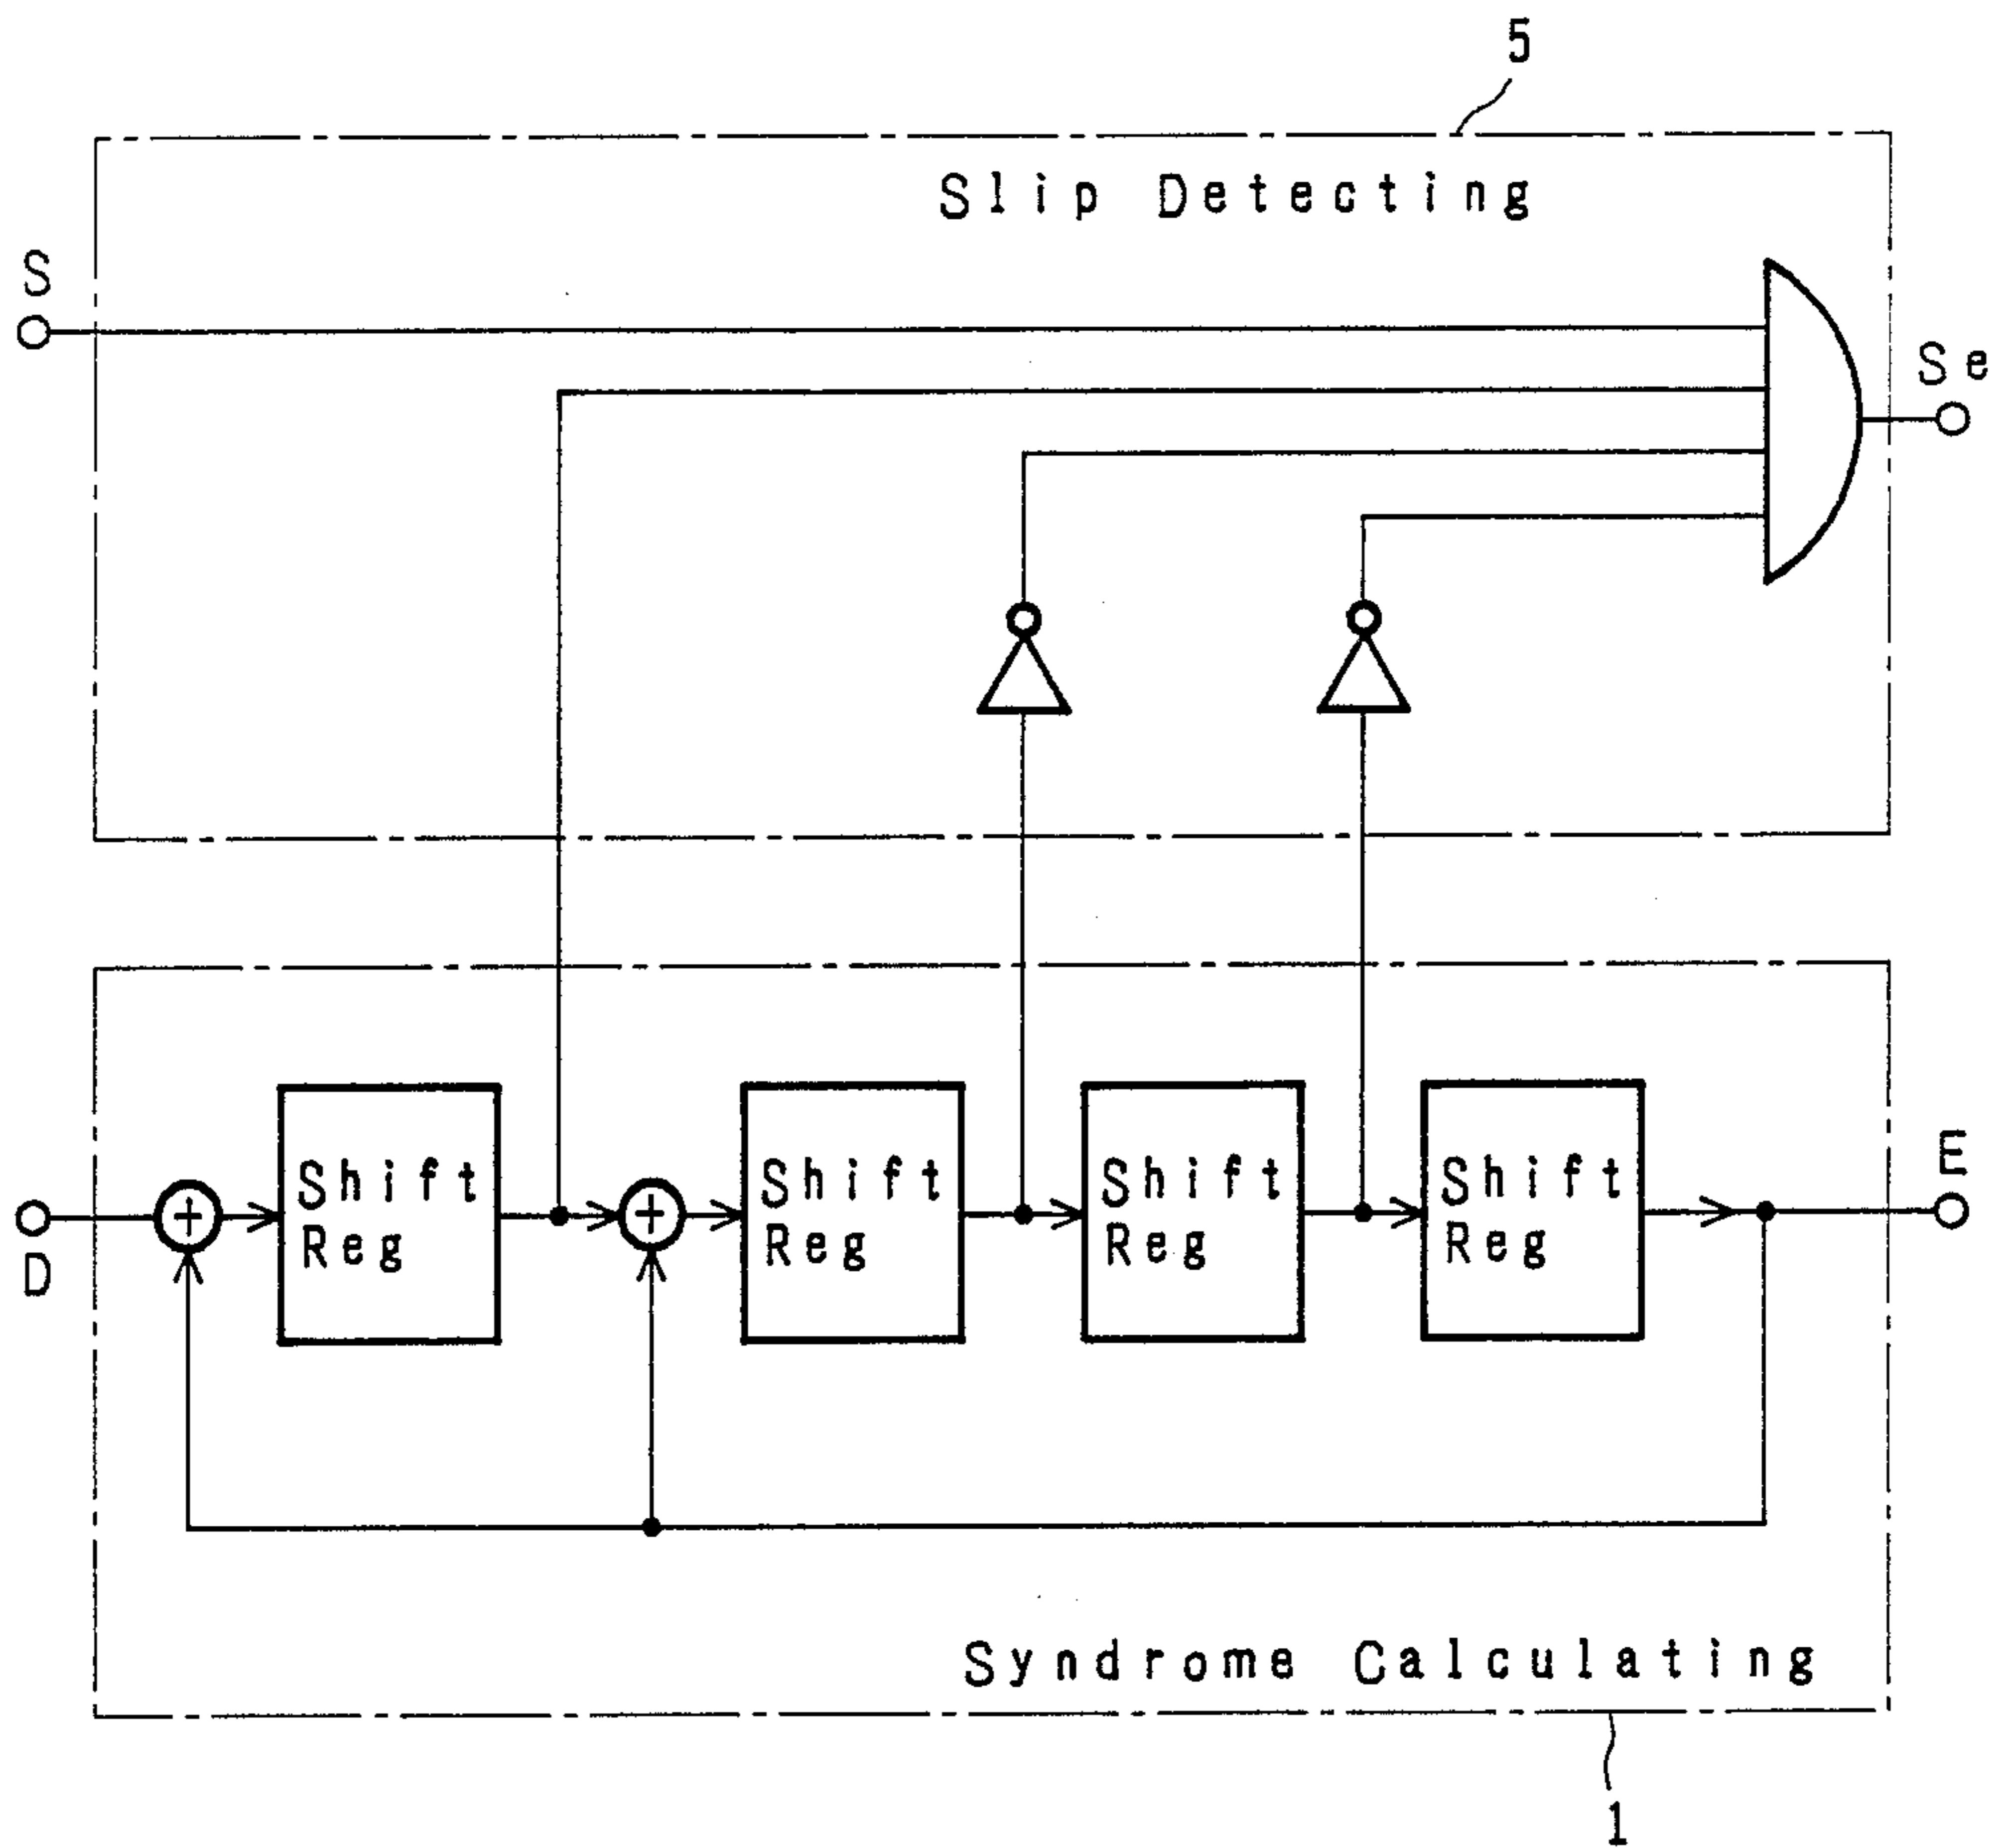 5
Slip Detecting
S
Se
Shift
Reg
Shift
Reg
Shift
Reg
Shift
Reg
D
E
Syndrome Calculating
1